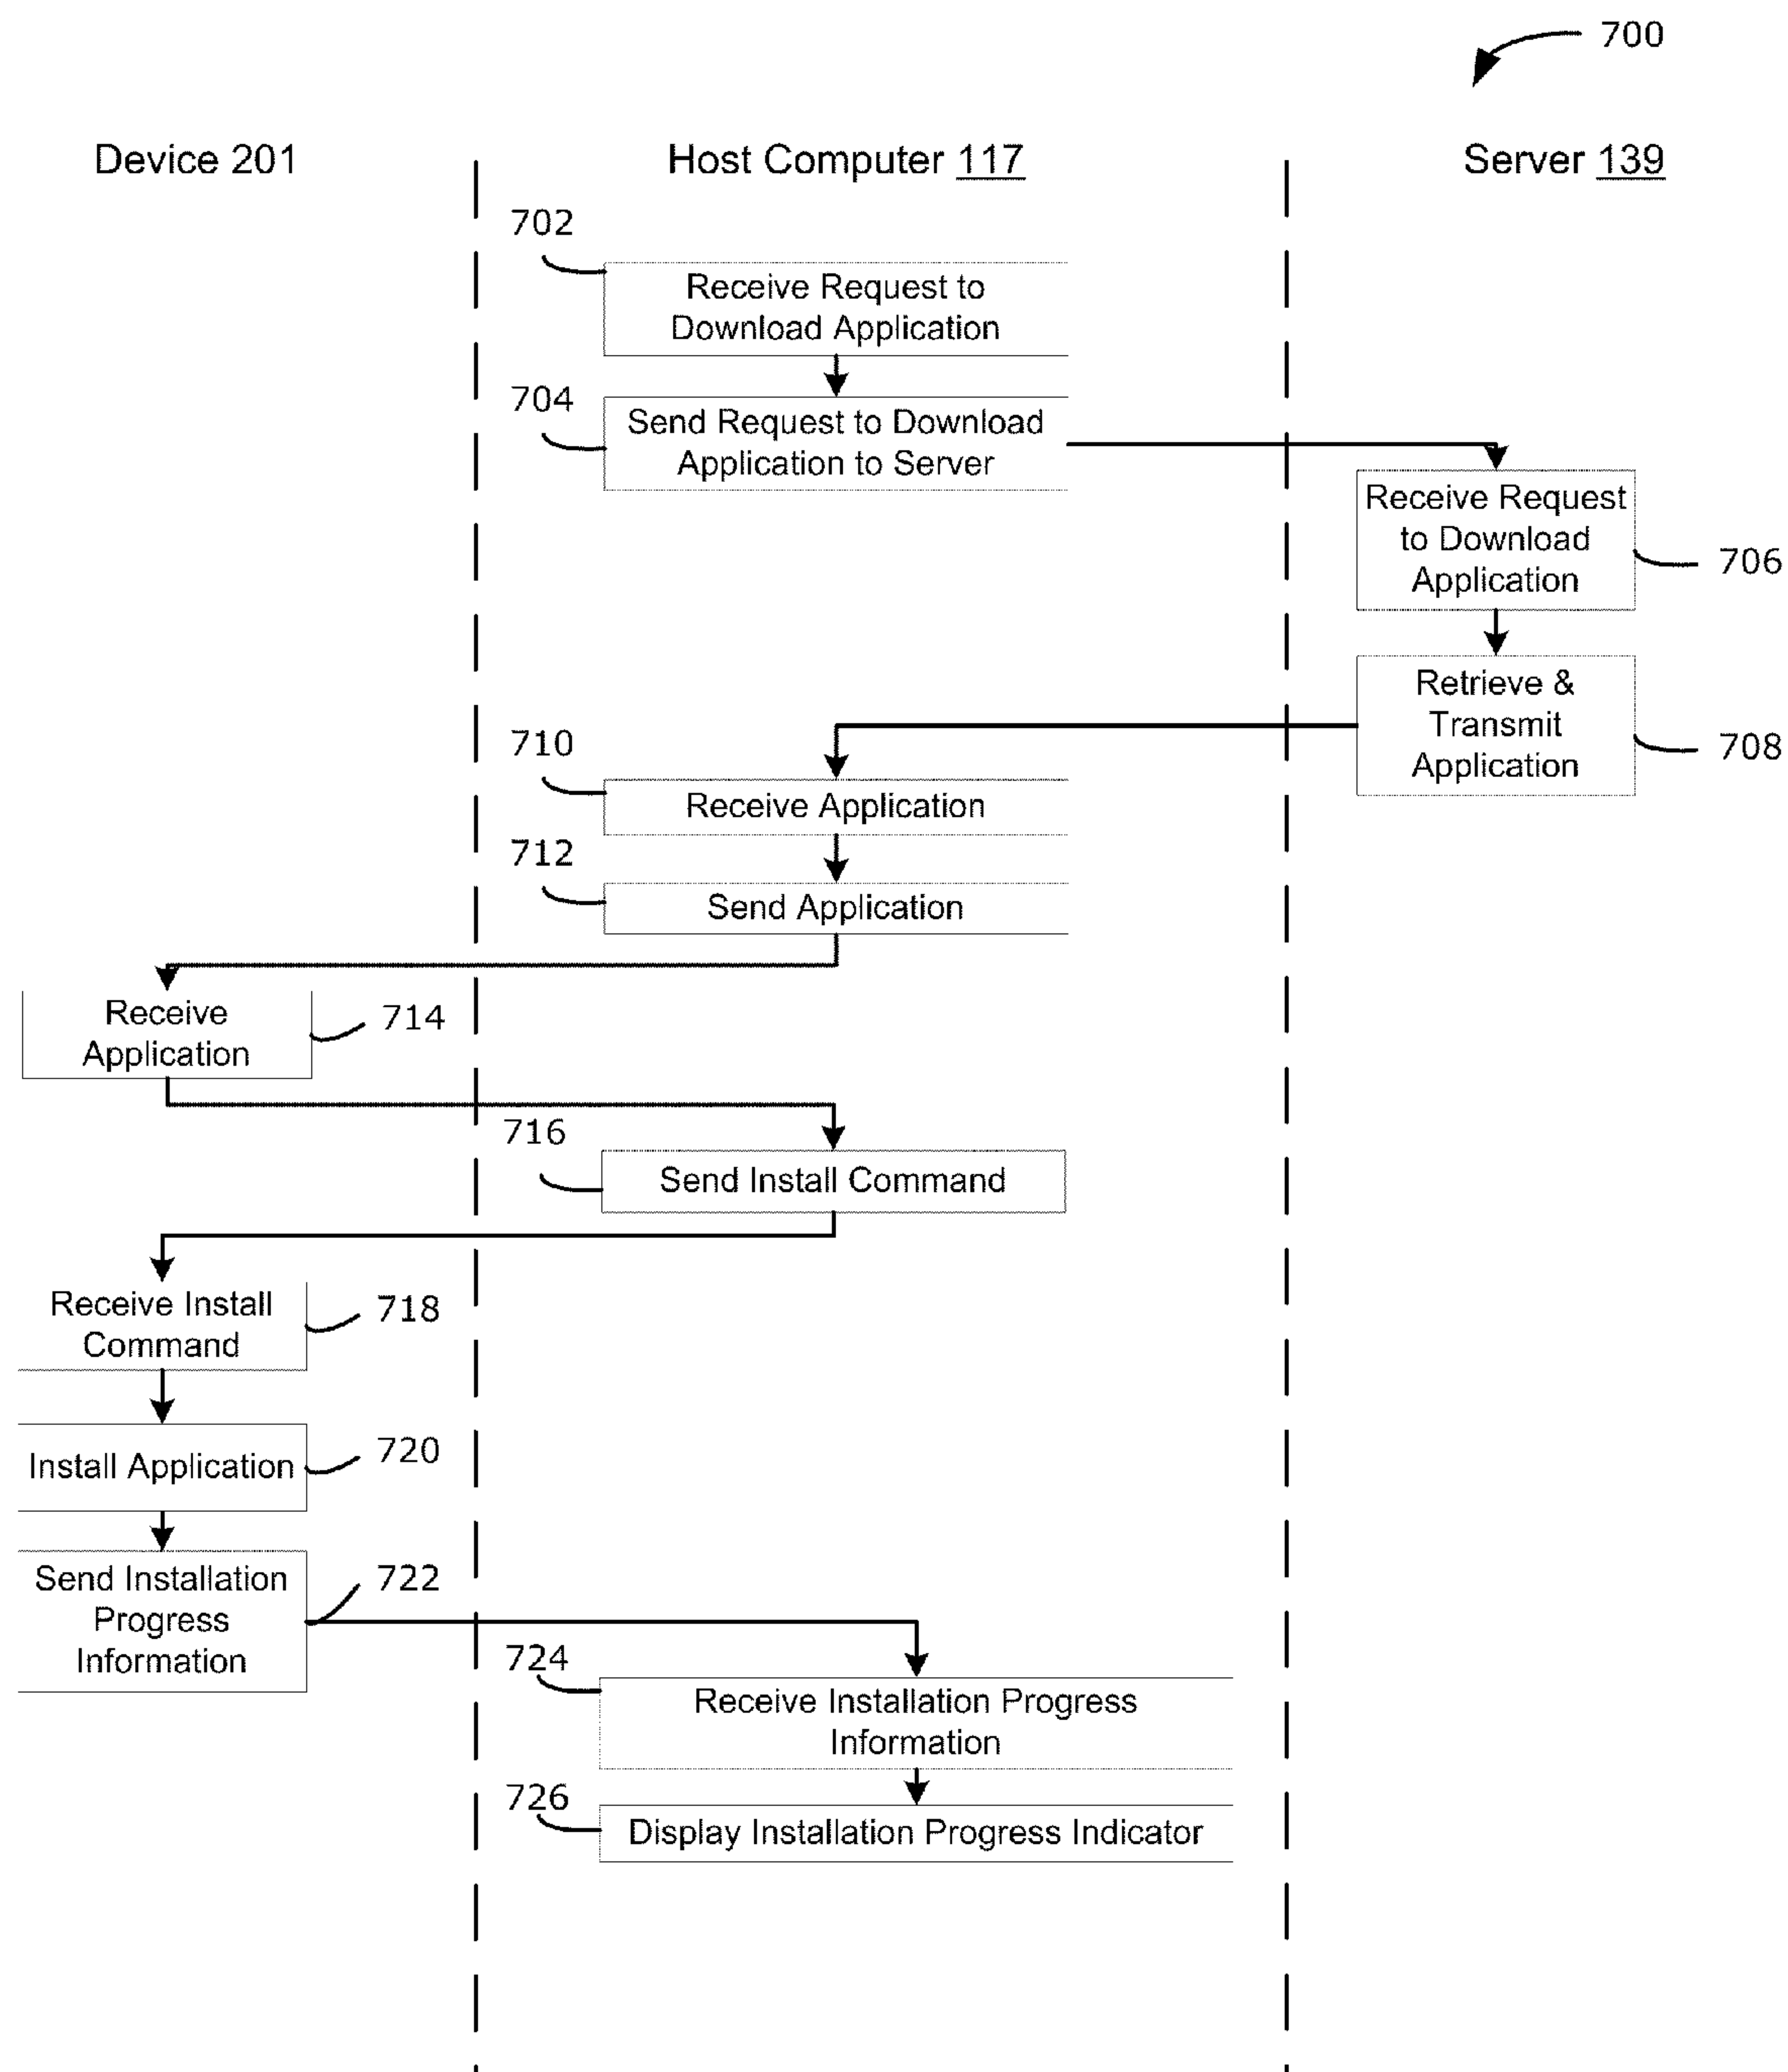 700
Device 201
Host Computer 117
Server 139
702
Receive Request to
Download Application
704
Send Request to Download
Application to Server
Receive Request
to Download
Application
706
Retrieve &
Transmit
Application
708
710
Receive Application
712
Send Application
Receive
Application
714
716
Send Install Command
Receive Install
Command
718
Install Application
720
Send Installation
Progress
Information
722
724
Receive Installation Progress
Information
726
Display Installation Progress Indicator